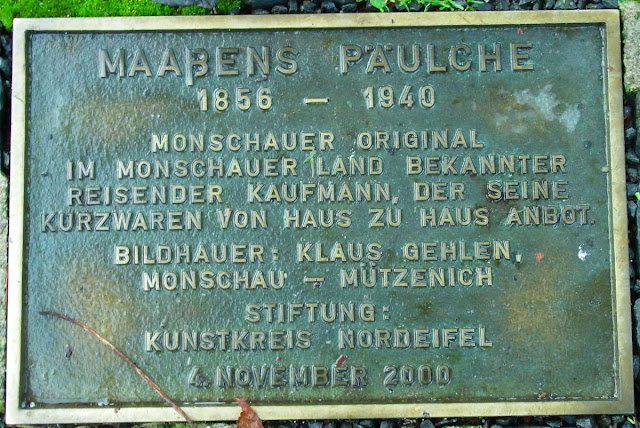 MAAßENS PÄULCHE
1856 – 1940
MONSCHAUER ORIGINAL
IM MONSCHAUER LAND BEKANNTER
REISENDER KAUFMANN, DER SEINE
KURZWAREN VON HAUS ZU HAUS ANBOT.
BILDHAUER: KLAUS GEHLEN,
MONSCHAU – MÜTZENICH
STIFTUNG:
KUNSTKREIS NORDEIFEL
4. NOVEMBER 2000